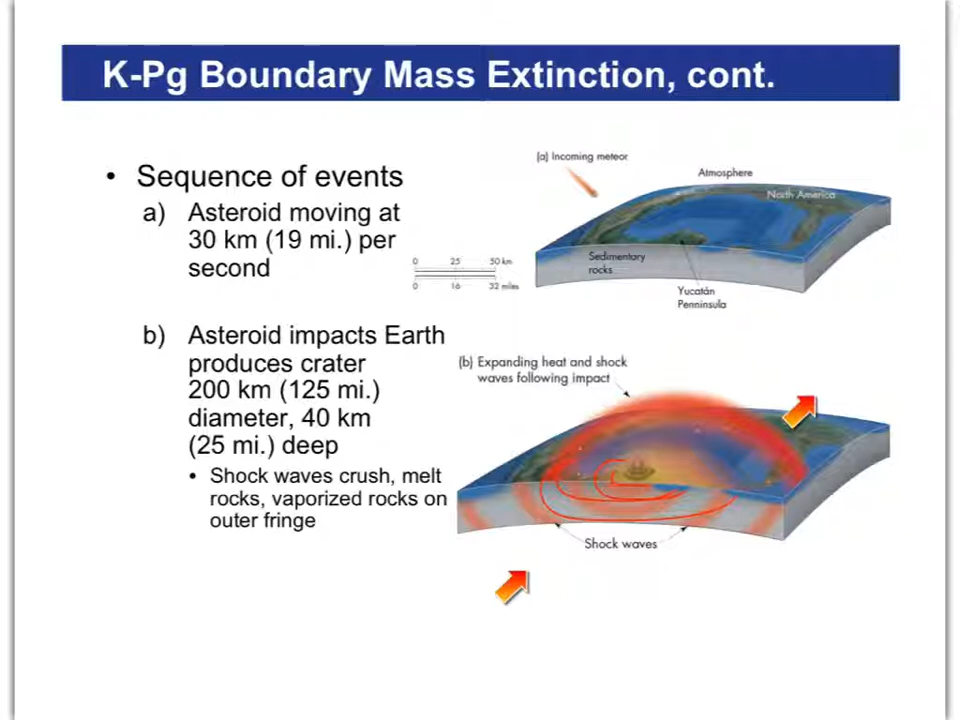 K-Pg Boundary Mass Extinction, cont.
• Sequence of events
a) Asteroid moving at
30 km (19 mi.) per
second
b) Asteroid impacts Earth
produces crater
200 km (125 mi.)
diameter, 40 km
(25 mi.) deep
• Shock waves crush, melt
rocks, vaporized rocks on
outer fringe
(a) Incoming meteor
Atmosphere
North America
Sedimentary
rocks
Yucatán
Penninsula
0 25 50 km
0 16 32 miles
(b) Expanding heat and shock
waves following impact
Shock waves